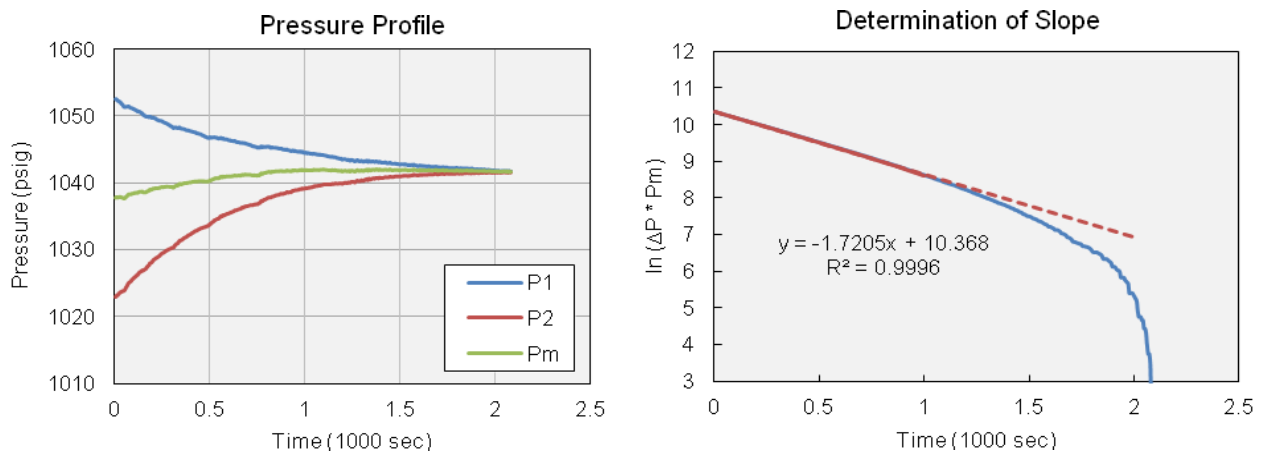 Pressure Profile
1060
1050
1040
1030
1020
1010
Pressure (psig)
P1
P2
Pm
0
0.5
1
1.5
2
2.5
Time (1000 sec)
Determination of Slope
12
11
10
9
8
7
6
5
4
3
ln (ΔP * Pm)
y = -1.7205x + 10.368
R² = 0.9996
0
0.5
1
1.5
2
2.5
Time (1000 sec)